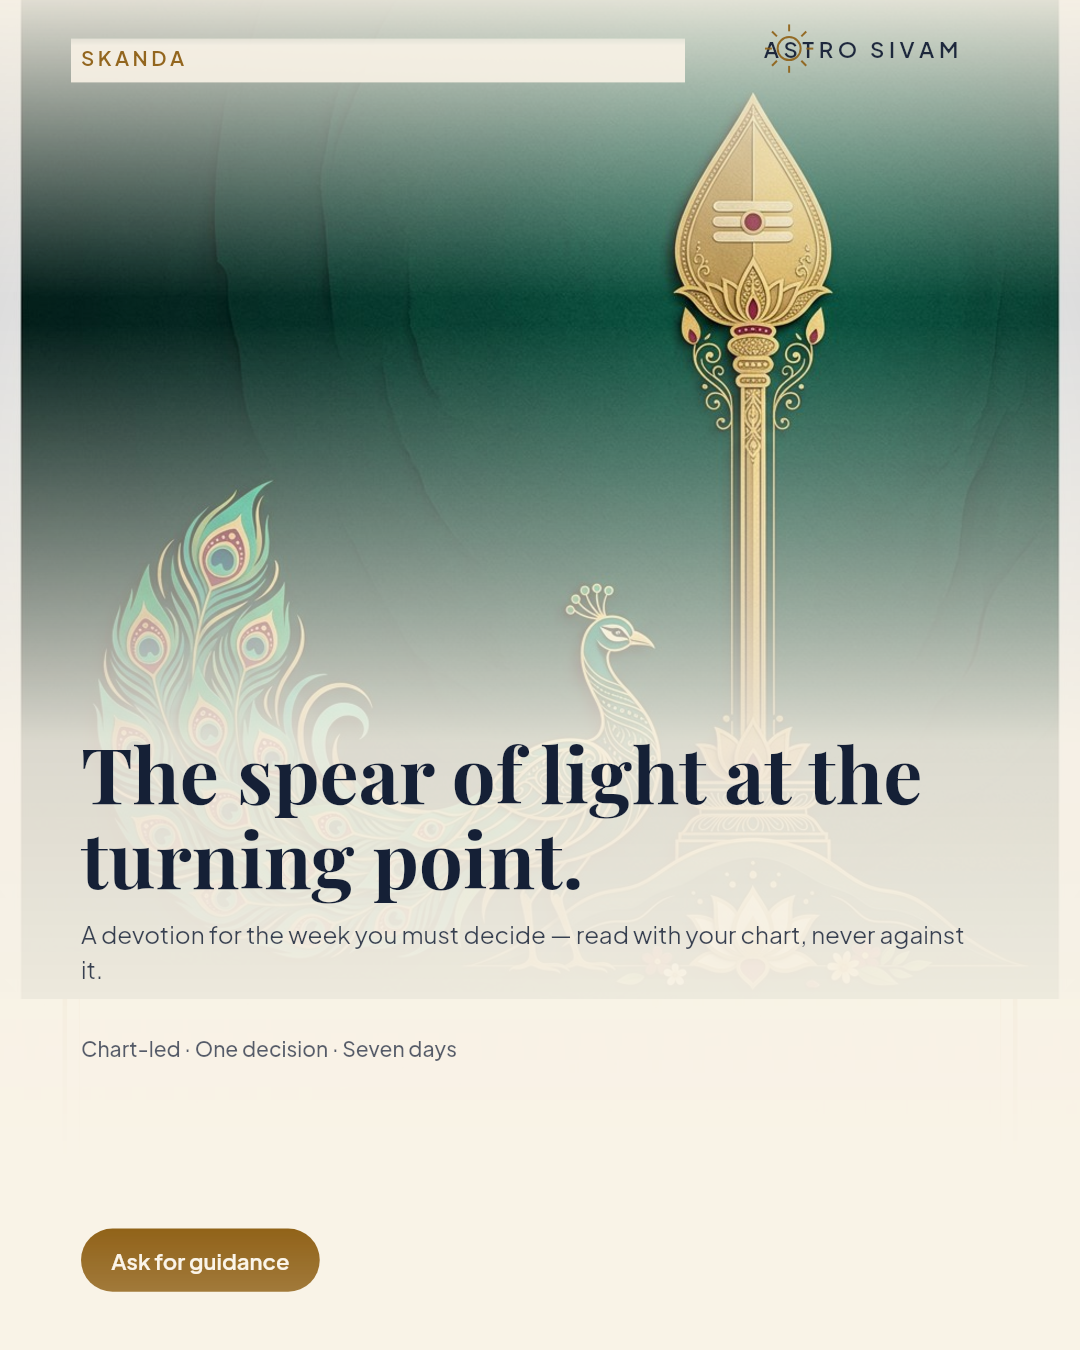 SKANDA
ASTRO SIVAM
The spear of light at the
turning point.
A devotion for the week you must decide — read with your chart, never against
it.
Chart-led · One decision · Seven days
Ask for guidance